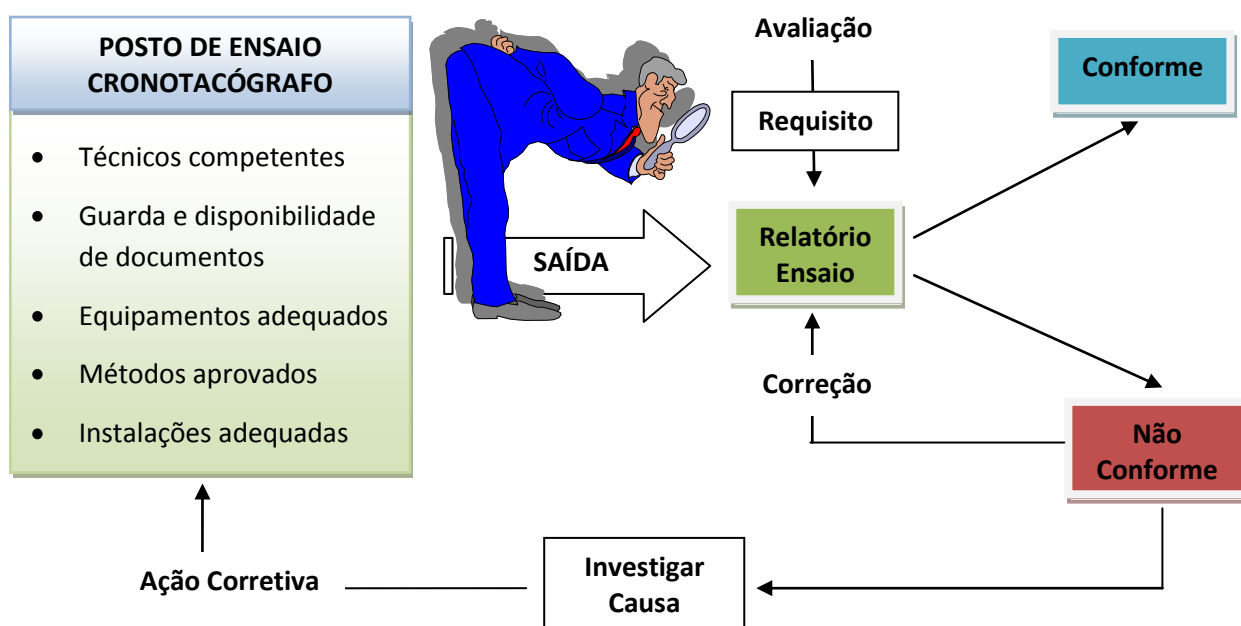 POSTO DE ENSAIO
CRONOTACÓGRAFO
• Técnicos competentes
• Guarda e disponibilidade
de documentos
• Equipamentos adequados
• Métodos aprovados
• Instalações adequadas
SAÍDA
Avaliação
Requisito
Relatório
Ensaio
Conforme
Correção
Não
Conforme
Investigar
Causa
Ação Corretiva